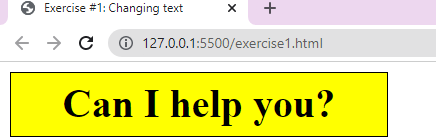 Exercise #1: Changing text
127.0.0.1:5500/exercise1.html
Can I help you?